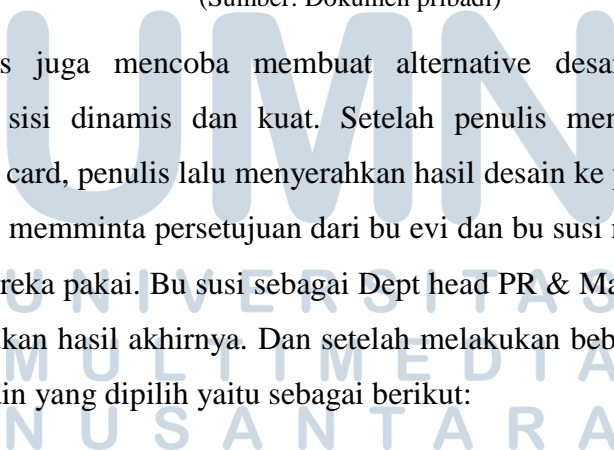 (Sumber: Dokumen pribadi)
s juga mencoba membuat alternative desa
sisi dinamis dan kuat. Setelah penulis me
card, penulis lalu menyerahkan hasil desain ke
memminta persetujuan dari bu evi dan bu susi
reka pakai. Bu susi sebagai Dept head PR & Ma
kan hasil akhirnya. Dan setelah melakukan beb
in yang dipilih yaitu sebagai berikut:
UMN
UNIVERSITAS
MULTIMEDIA
NUSANTARA